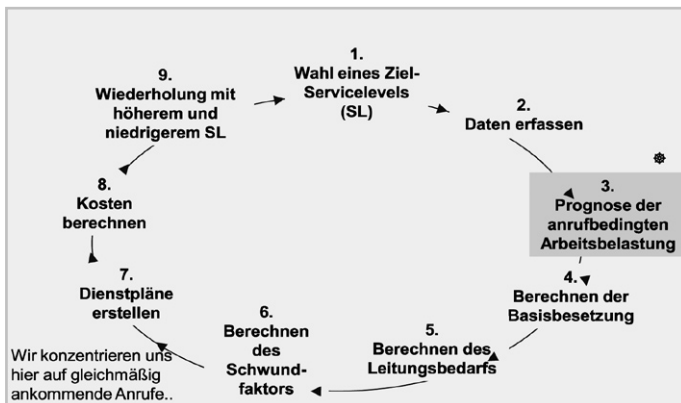 1.
Wahl eines Ziel-
Servicelevels
(SL)
2.
Daten erfassen
3.
Prognose der
anrufbedingten
Arbeitsbelastung
4.
Berechnen der
Basisbesetzung
5.
Berechnen des
Leitungsbedarfs
6.
Berechnen
des
Schwund-
faktors
7.
Dienstpläne
erstellen
8.
Kosten
berechnen
9.
Wiederholung mit
höherem und
niedrigerem SL
Wir konzentrieren uns
hier auf gleichmäßig
ankommende Anrufe..